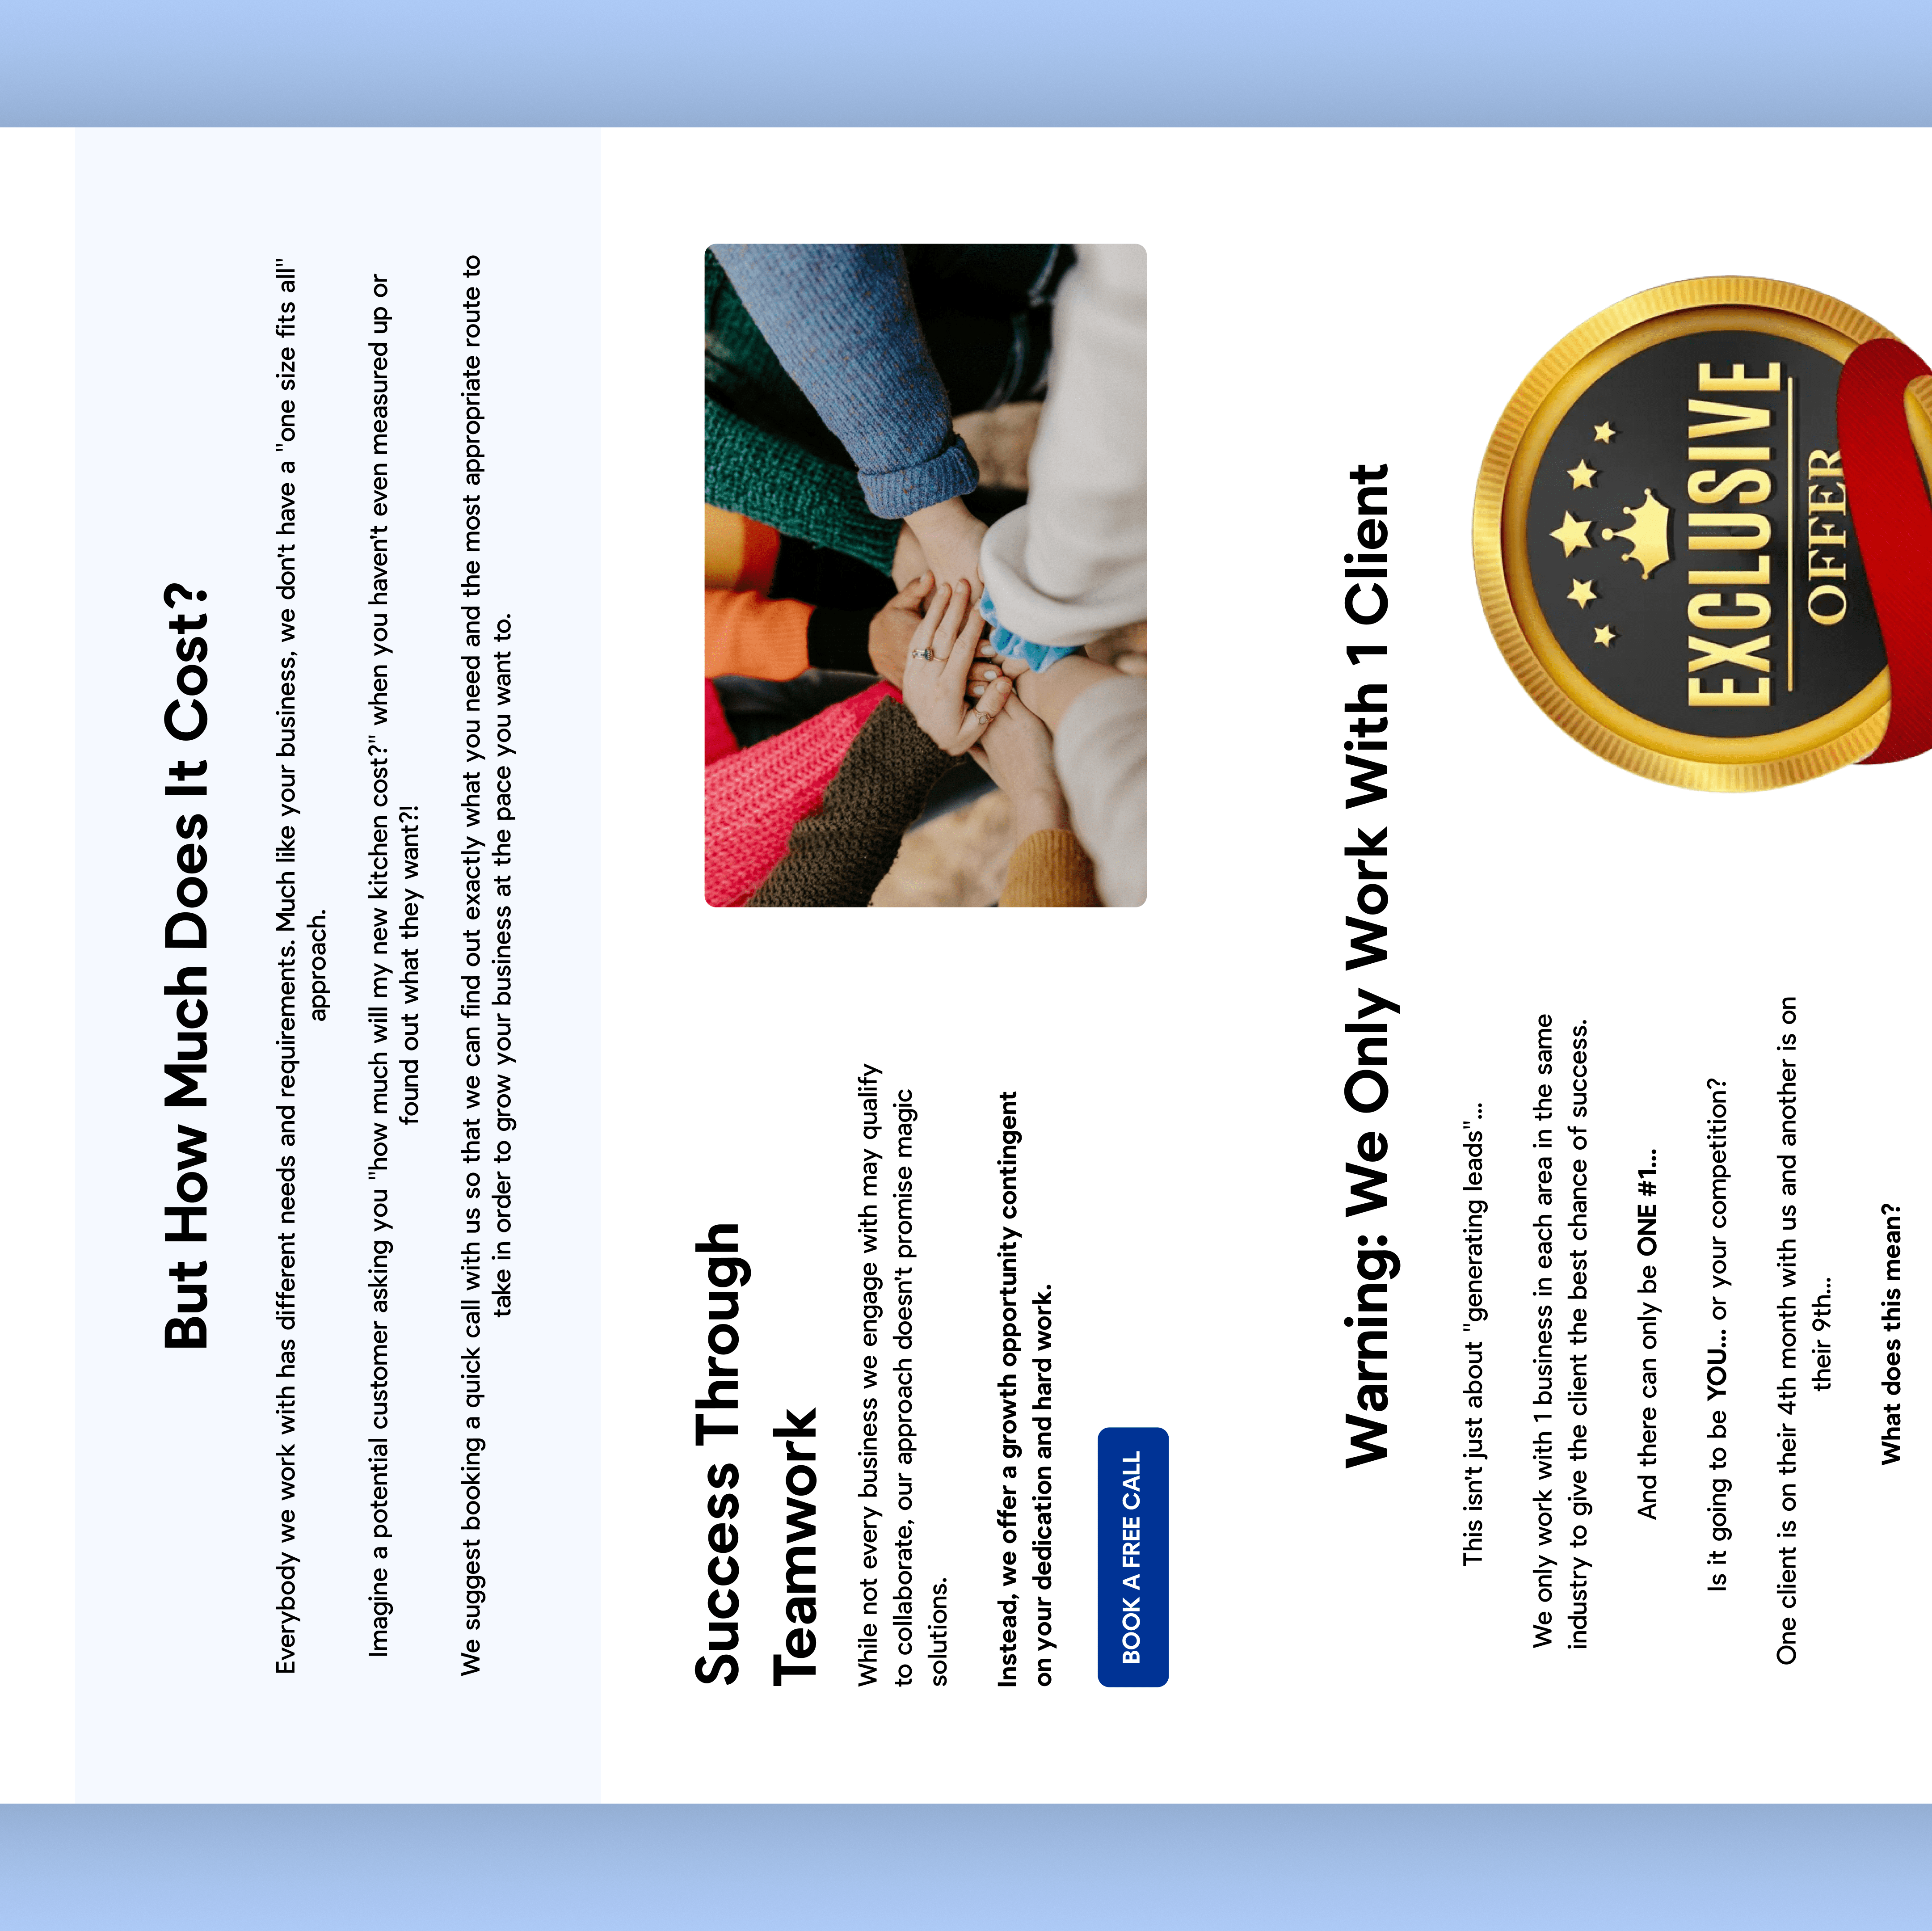 But How Much Does It Cost?
Everybody we work with has different needs and requirements. Much like your business, we don't have a "one size fits all"
approach.
Imagine a potential customer asking you "how much will my new kitchen cost?" when you haven't even measured up or
found out what they want?!
We suggest booking a quick call with us so that we can find out exactly what you need and the most appropriate route to
take in order to grow your business at the pace you want to.
Success Through
Teamwork
While not every business we engage with may qualify
to collaborate, our approach doesn't promise magic
solutions.
Instead, we offer a growth opportunity contingent
on your dedication and hard work.
BOOK A FREE CALL
Warning: We Only Work With 1 Client
This isn't just about "generating leads"...
We only work with 1 business in each area in the same
industry to give the client the best chance of success.
And there can only be ONE #1...
Is it going to be YOU... or your competition?
One client is on their 4th month with us and another is on
their 9th...
What does this mean?
EXCLUSIVE
OFFER